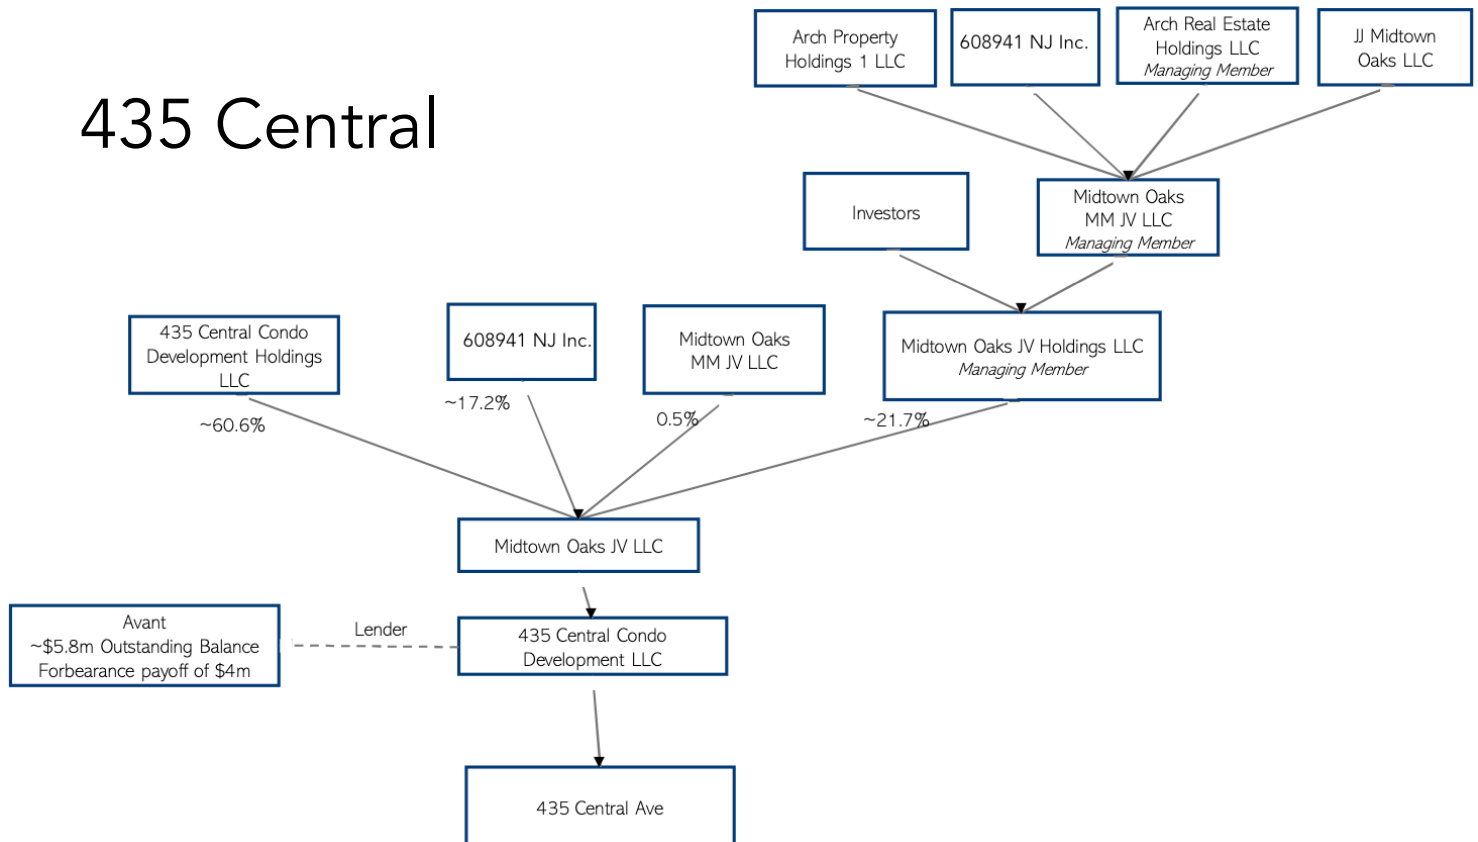 435 Central
Arch Property
Holdings 1 LLC
608941 NJ Inc.
Arch Real Estate
Holdings LLC
Managing Member
JJ Midtown
Oaks LLC
Investors
Midtown Oaks
MM JV LLC
Managing Member
435 Central Condo
Development Holdings
LLC
608941 NJ Inc.
Midtown Oaks
MM JV LLC
Midtown Oaks JV Holdings LLC
Managing Member
~60.6%
~17.2%
0.5%
~21.7%
Midtown Oaks JV LLC
Avant
~$5.8m Outstanding Balance
Forbearance payoff of $4m
Lender
435 Central Condo
Development LLC
435 Central Ave